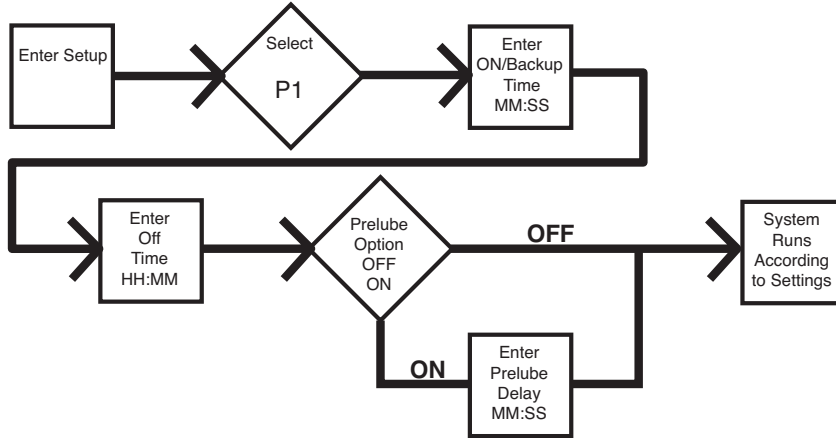 Enter Setup
Select
P1
Enter
ON/Backup
Time
MM:SS
Enter
Off
Time
HH:MM
Prelube
Option
OFF
ON
OFF
System
Runs
According
to Settings
ON
Enter
Prelube
Delay
MM:SS